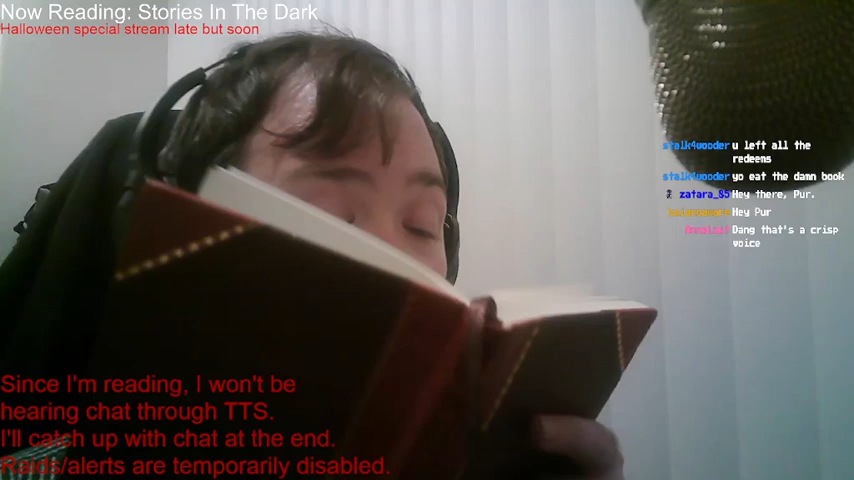 Now Reading: Stories In The Dark
Halloween special stream late but soon
stalk4wooder u left all the
redeems
stalk4wooder yo eat the damn book
zatara_85 Hey there, Pur.
Hey Pur
Dang that's a crisp
voice
Since I'm reading, I won't be
hearing chat through TTS.
I'll catch up with chat at the end.
Raids/alerts are temporarily disabled.